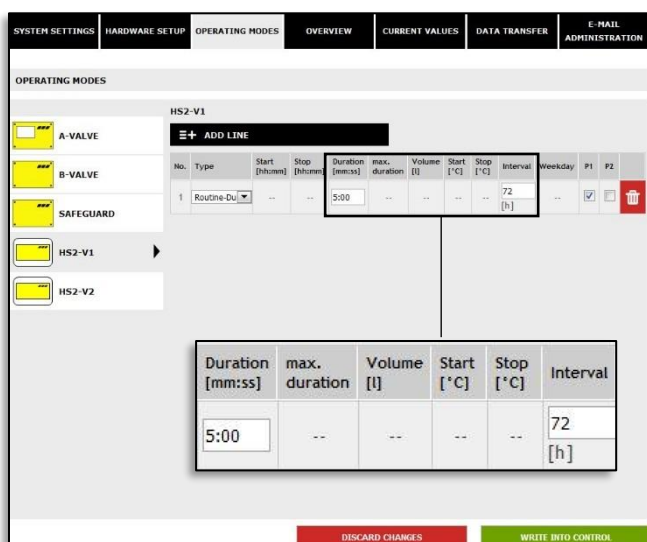 SYSTEM SETTINGS HARDWARE SETUP OPERATING MODES OVERVIEW CURRENT VALUES DATA TRANSFER E-MAIL ADMINISTRATION
OPERATING MODES
HS2-V1
≡+ ADD LINE
A-VALVE
B-VALVE
SAFEGUARD
HS2-V1
HS2-V2
No. Type Start [hh:mm] Stop [hh:mm] Duration [mm:ss] max. duration Volume [l] Start [°C] Stop [°C] Interval Weekday P1 P2
1 Routine-Du -- -- 5:00 -- -- -- -- 72 [h] --
Duration [mm:ss] max. duration Volume [l] Start [°C] Stop [°C] Interval
5:00 -- -- -- -- 72 [h]
DISCARD CHANGES WRITE INTO CONTROL